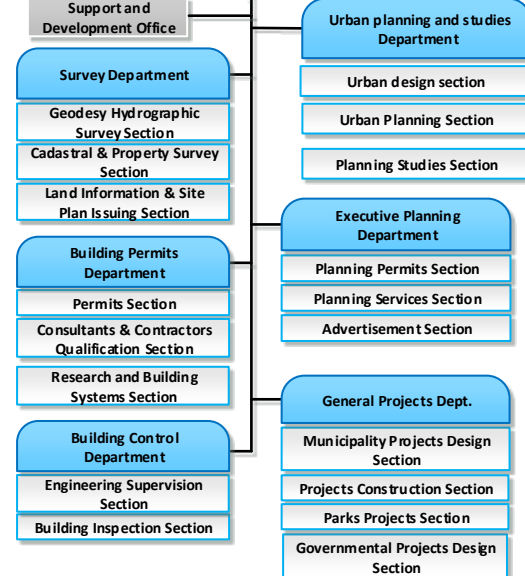 Support and
Development Office
Survey Department
Geodesy Hydrographic
Survey Section
Cadastral & Property Survey
Section
Land Information & Site
Plan Issuing Section
Building Permits
Department
Permits Section
Consultants & Contractors
Qualification Section
Research and Building
Systems Section
Building Control
Department
Engineering Supervision
Section
Building Inspection Section
Urban planning and studies
Department
Urban design section
Urban Planning Section
Planning Studies Section
Executive Planning
Department
Planning Permits Section
Planning Services Section
Advertisement Section
General Projects Dept.
Municipality Projects Design
Section
Projects Construction Section
Parks Projects Section
Governmental Projects Design
Section